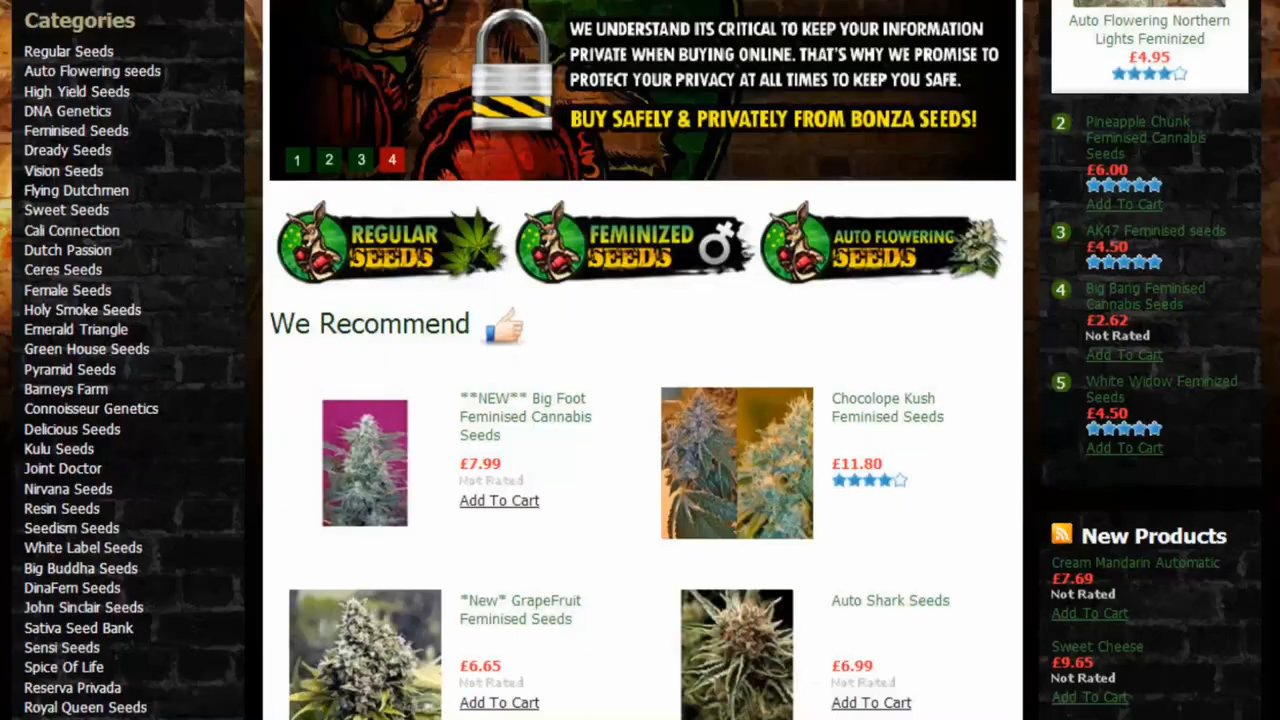 Categories
Regular Seeds
Auto Flowering seeds
High Yield Seeds
DNA Genetics
Feminised Seeds
Dready Seeds
Vision Seeds
Flying Dutchmen
Sweet Seeds
Cali Connection
Dutch Passion
Ceres Seeds
Female Seeds
Holy Smoke Seeds
Emerald Triangle
Green House Seeds
Pyramid Seeds
Barneys Farm
Connoisseur Genetics
Delicious Seeds
Kulu Seeds
Joint Doctor
Nirvana Seeds
Resin Seeds
Seedism Seeds
White Label Seeds
Big Buddha Seeds
DinaFem Seeds
John Sinclair Seeds
Sativa Seed Bank
Sensi Seeds
Spice Of Life
Reserva Privada
Royal Queen Seeds
WE UNDERSTAND ITS CRITICAL TO KEEP YOUR INFORMATION
PRIVATE WHEN BUYING ONLINE. THAT'S WHY WE PROMISE TO
PROTECT YOUR PRIVACY AT ALL TIMES TO KEEP YOU SAFE.
BUY SAFELY & PRIVATELY FROM BONZA SEEDS!
1 2 3 4
REGULAR
SEEDS
FEMINIZED
SEEDS
AUTO FLOWERING
SEEDS
We Recommend
**NEW** Big Foot
Feminised Cannabis
Seeds
£7.99
Not Rated
Add To Cart
Chocolope Kush
Feminised Seeds
£11.80
*New* GrapeFruit
Feminised Seeds
£6.65
Not Rated
Add To Cart
Auto Shark Seeds
£6.99
Not Rated
Add To Cart
Auto Flowering Northern
Lights Feminized
£4.95
2
Pineapple Chunk
Feminised Cannabis
Seeds
£6.00
Add To Cart
3
AK47 Feminised seeds
£4.50
4
Big Bang Feminised
Cannabis Seeds
£2.62
Not Rated
Add To Cart
5
White Widow Feminized
Seeds
£4.50
Add To Cart
New Products
Cream Mandarin Automatic
£7.69
Not Rated
Add To Cart
Sweet Cheese
£9.65
Not Rated
Add To Cart